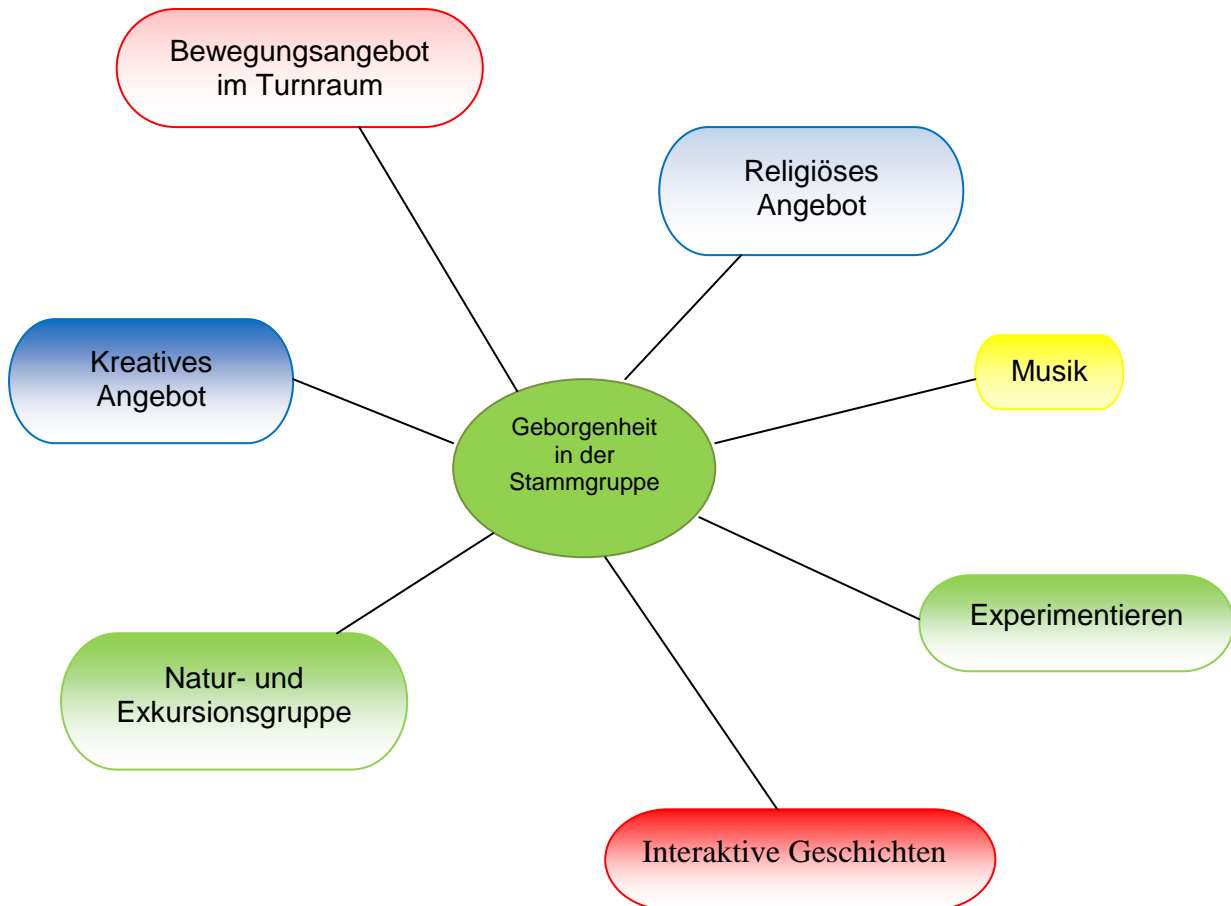 Bewegungsangebot
im Turnraum
Religiöses
Angebot
Kreatives
Angebot
Musik
Geborgenheit
in der
Stammgruppe
Experimentieren
Natur- und
Exkursionsgruppe
Interaktive Geschichten